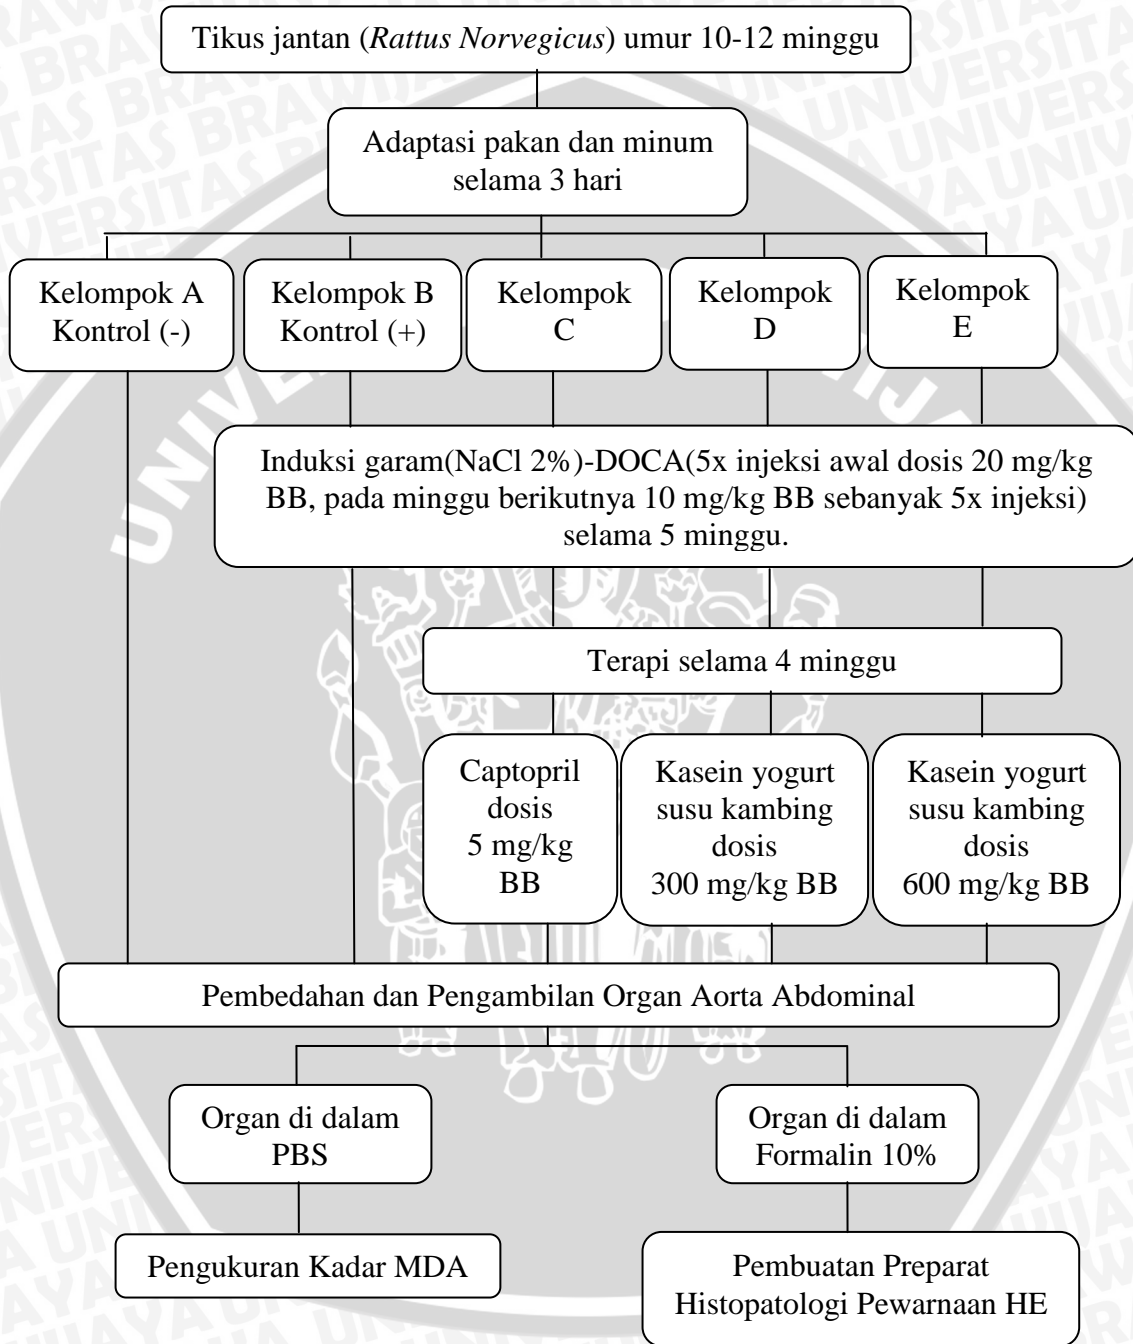 Tikus jantan (Rattus Norvegicus) umur 10-12 minggu
Adaptasi pakan dan minum
selama 3 hari
Kelompok A
Kontrol (-)
Kelompok B
Kontrol (+)
Kelompok
C
Kelompok
D
Kelompok
E
Induksi garam(NaCl 2%)-DOCA(5x injeksi awal dosis 20 mg/kg
BB, pada minggu berikutnya 10 mg/kg BB sebanyak 5x injeksi)
selama 5 minggu.
Terapi selama 4 minggu
Captopril
dosis
5 mg/kg
BB
Kasein yogurt
susu kambing
dosis
300 mg/kg BB
Kasein yogurt
susu kambing
dosis
600 mg/kg BB
Pembedahan dan Pengambilan Organ Aorta Abdominal
Organ di dalam
PBS
Organ di dalam
Formalin 10%
Pengukuran Kadar MDA
Pembuatan Preparat
Histopatologi Pewarnaan HE